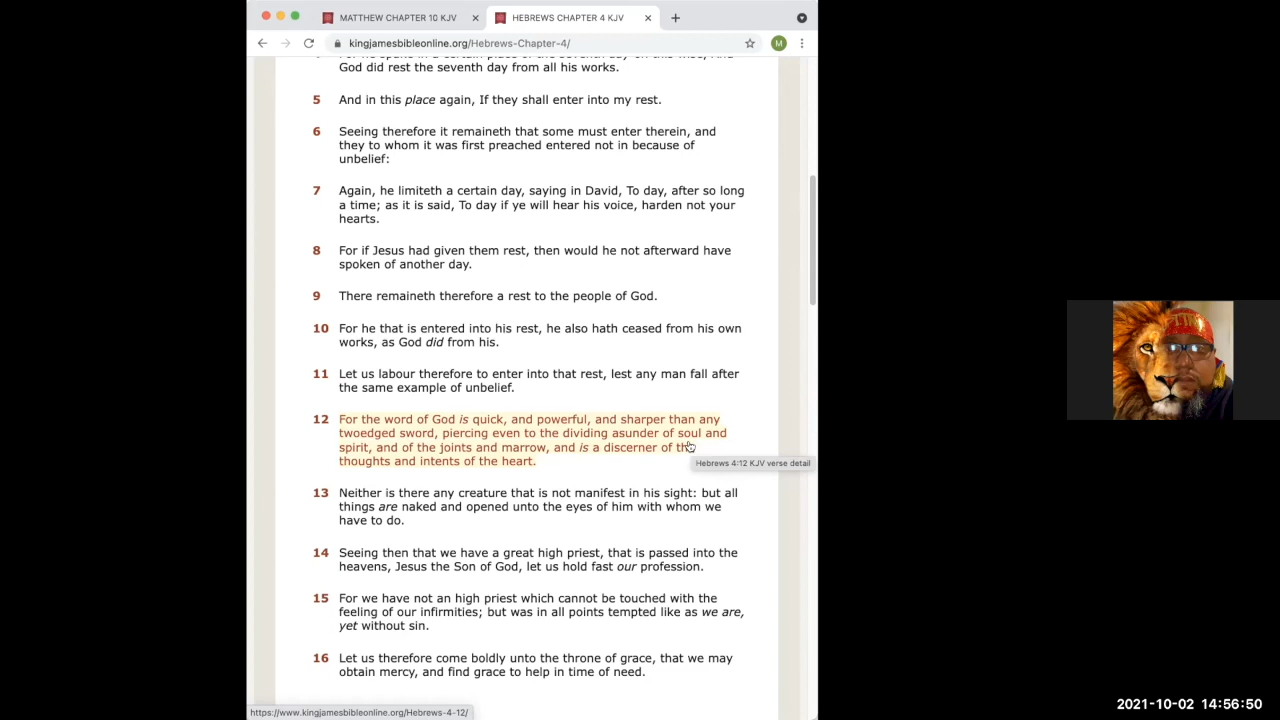 MATTHEW CHAPTER 10 KJV
HEBREWS CHAPTER 4 KJV
kingjamesbibleonline.org/Hebrews-Chapter-4/
M
God did rest the seventh day from all his works.
5 And in this place again, If they shall enter into my rest.
6 Seeing therefore it remaineth that some must enter therein, and
they to whom it was first preached entered not in because of
unbelief:
7 Again, he limiteth a certain day, saying in David, To day, after so long
a time; as it is said, To day if ye will hear his voice, harden not your
hearts.
8 For if Jesus had given them rest, then would he not afterward have
spoken of another day.
9 There remaineth therefore a rest to the people of God.
10 For he that is entered into his rest, he also hath ceased from his own
works, as God did from his.
11 Let us labour therefore to enter into that rest, lest any man fall after
the same example of unbelief.
12 For the word of God is quick, and powerful, and sharper than any
twoedged sword, piercing even to the dividing asunder of soul and
spirit, and of the joints and marrow, and is a discerner of
thoughts and intents of the heart.
Hebrews 4:12 KJV verse detail
13 Neither is there any creature that is not manifest in his sight: but all
things are naked and opened unto the eyes of him with whom we
have to do.
14 Seeing then that we have a great high priest, that is passed into the
heavens, Jesus the Son of God, let us hold fast our profession.
15 For we have not an high priest which cannot be touched with the
feeling of our infirmities; but was in all points tempted like as we are,
yet without sin.
16 Let us therefore come boldly unto the throne of grace, that we may
obtain mercy, and find grace to help in time of need.
https://www.kingjamesbibleonline.org/Hebrews-4-12/
2021-10-02 14:56:50